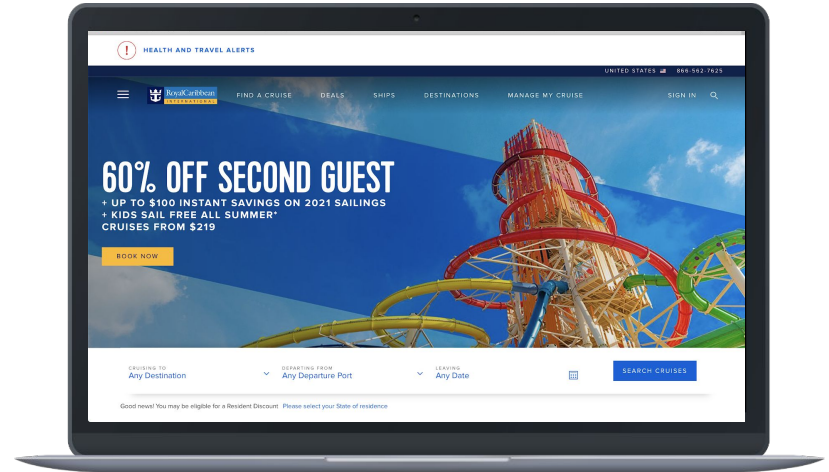 !
HEALTH AND TRAVEL ALERTS
UNITED STATES 866-562-7625
RoyalCaribbean
INTERNATIONAL
FIND A CRUISE DEALS SHIPS DESTINATIONS MANAGE MY CRUISE SIGN IN
60% OFF SECOND GUEST
+ UP TO $100 INSTANT SAVINGS ON 2021 SAILINGS
+ KIDS SAIL FREE ALL SUMMER*
CRUISES FROM $219
BOOK NOW
CRUISING TO
Any Destination
DEPARTING FROM
Any Departure Port
LEAVING
Any Date
SEARCH CRUISES
Good news! You may be eligible for a Resident Discount Please select your State of residence